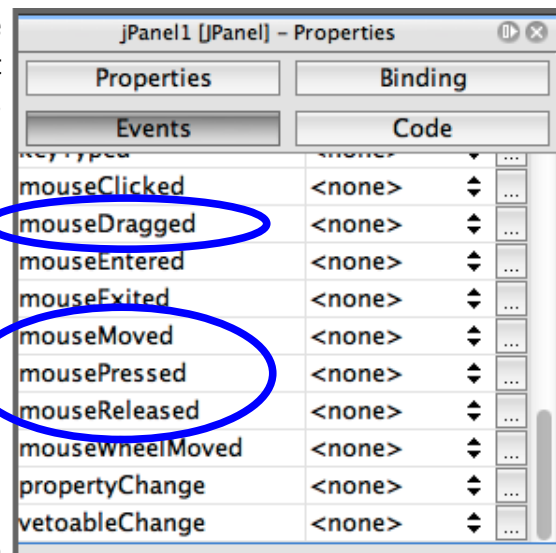 jPanel1 [JPanel] – Properties
Properties Binding
Events Code
mouseClicked <none> ...
mouseDragged <none> ...
mouseEntered <none> ...
mouseExited <none> ...
mouseMoved <none> ...
mousePressed <none> ...
mouseReleased <none> ...
mouseWheelMoved <none> ...
propertyChange <none> ...
vetoableChange <none> ...